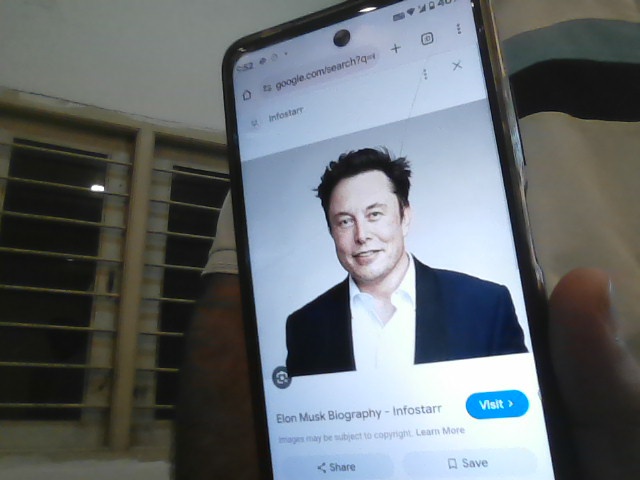 google.com/search?q=
Infostarr
Elon Musk Biography - Infostarr
Visit >
Images may be subject to copyright. Learn More
Share
Save